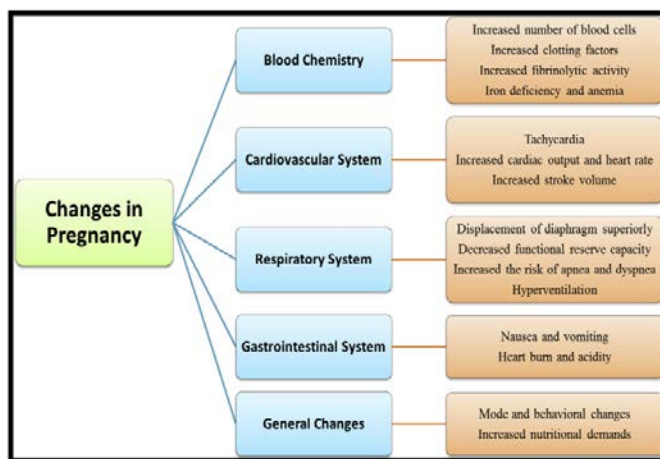 Changes in
Pregnancy
Blood Chemistry
Increased number of blood cells
Increased clotting factors
Increased fibrinolytic activity
Iron deficiency and anemia
Cardiovascular System
Tachycardia
Increased cardiac output and heart rate
Increased stroke volume
Respiratory System
Displacement of diaphragm superiorly
Decreased functional reserve capacity
Increased the risk of apnea and dyspnea
Hyperventilation
Gastrointestinal System
Nausea and vomiting
Heart burn and acidity
General Changes
Mode and behavioral changes
Increased nutritional demands